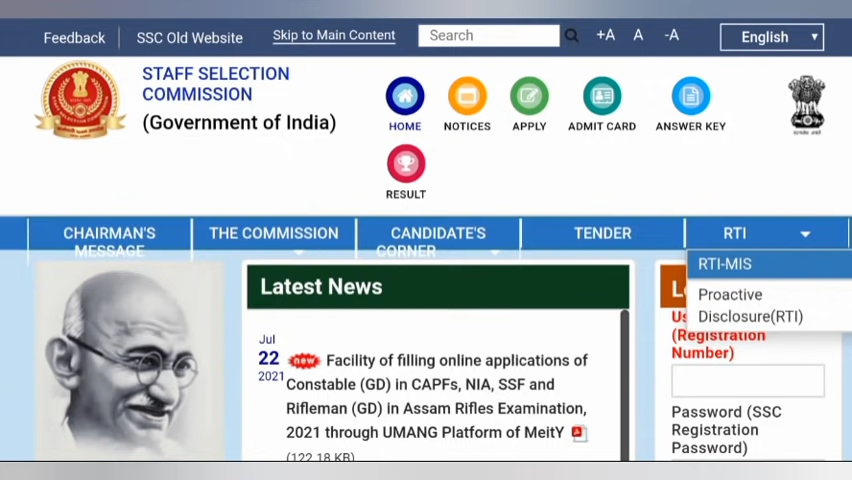 Feedback
SSC Old Website
Skip to Main Content
Search
+A A -A
English
STAFF SELECTION
COMMISSION
(Government of India)
HOME
NOTICES
APPLY
ADMIT CARD
ANSWER KEY
RESULT
CHAIRMAN'S
MESSAGE
THE COMMISSION
CANDIDATE'S
CORNER
TENDER
RTI
RTI-MIS
Proactive
Disclosure(RTI)
Latest News
Jul
22
2021
new Facility of filling online applications of
Constable (GD) in CAPFs, NIA, SSF and
Rifleman (GD) in Assam Rifles Examination,
2021 through UMANG Platform of MeitY
(122.18 KB)
(Registration
Number)
Password (SSC
Registration
Password)